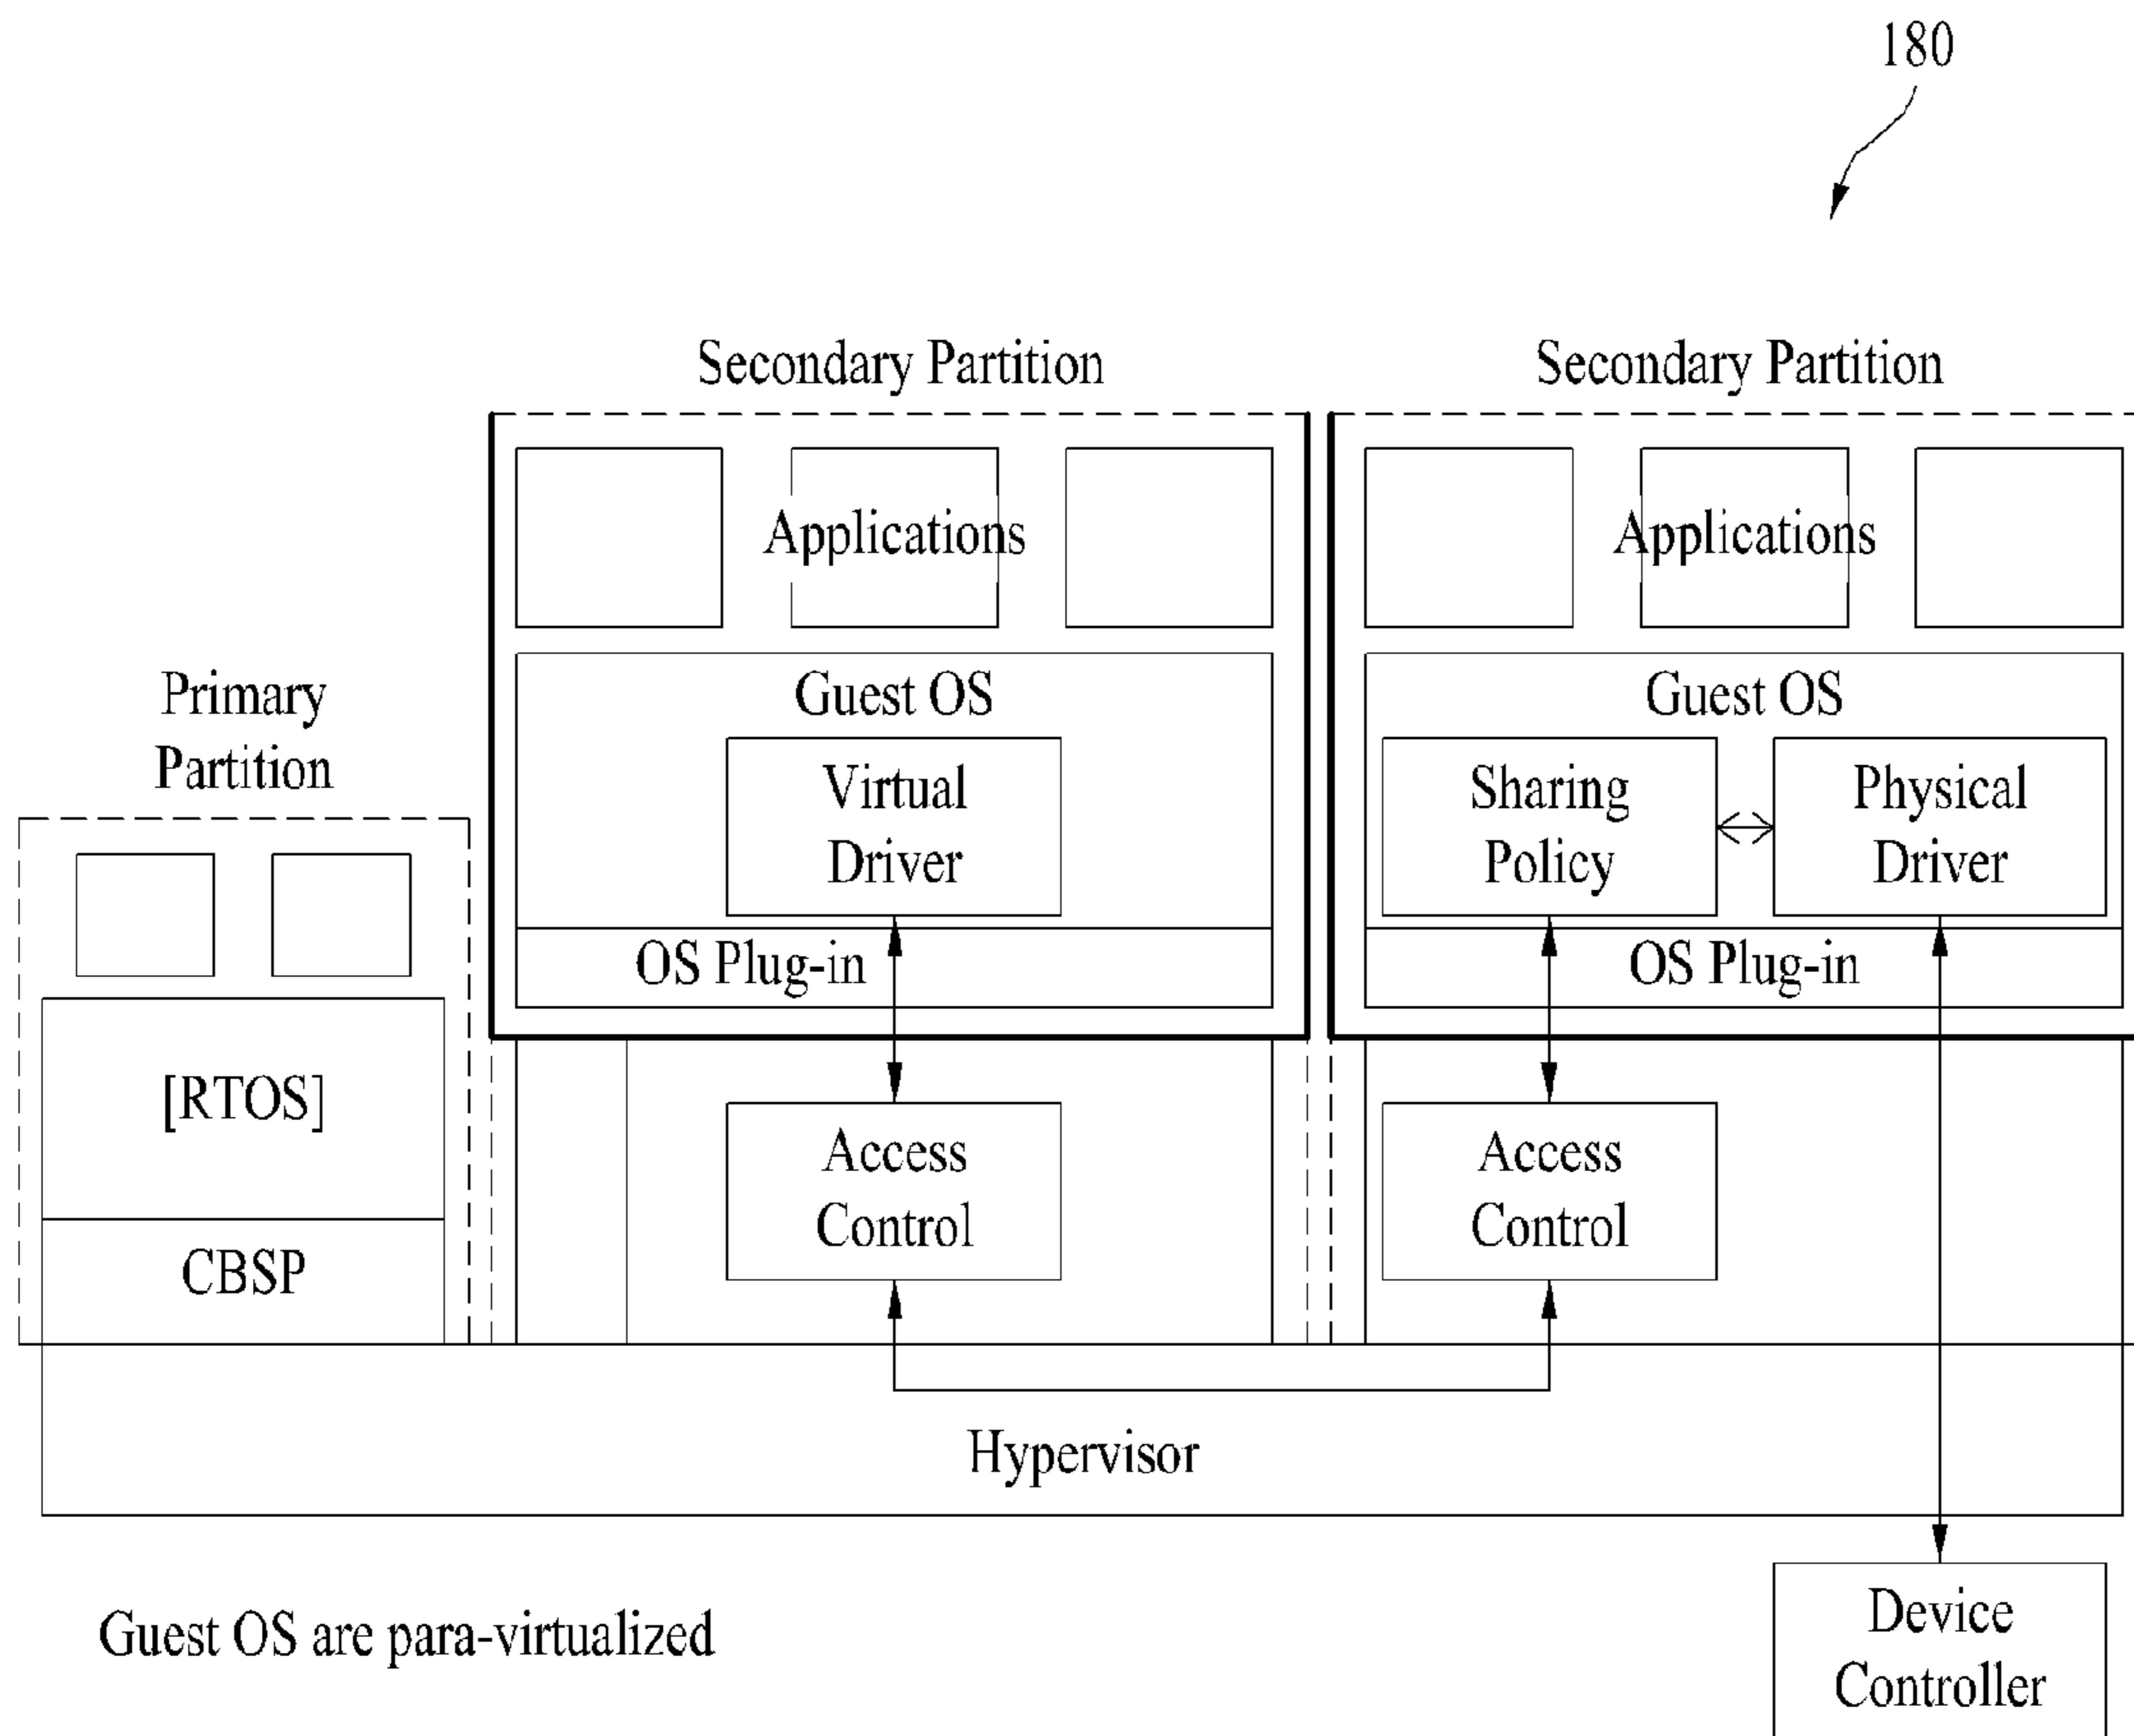 180
Secondary Partition
Secondary Partition
Applications
Applications
Primary
Partition
Guest OS
Virtual
Driver
OS Plug-in
Guest OS
Sharing
Policy
Physical
Driver
OS Plug-in
[RTOS]
CBSP
Access
Control
Access
Control
Hypervisor
Guest OS are para-virtualized
Device
Controller